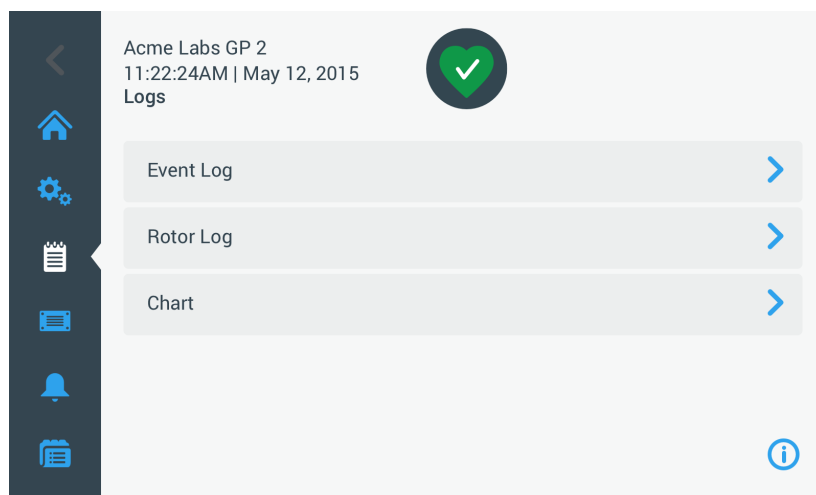 Acme Labs GP 2
11:22:24AM | May 12, 2015
Logs
Event Log
Rotor Log
Chart